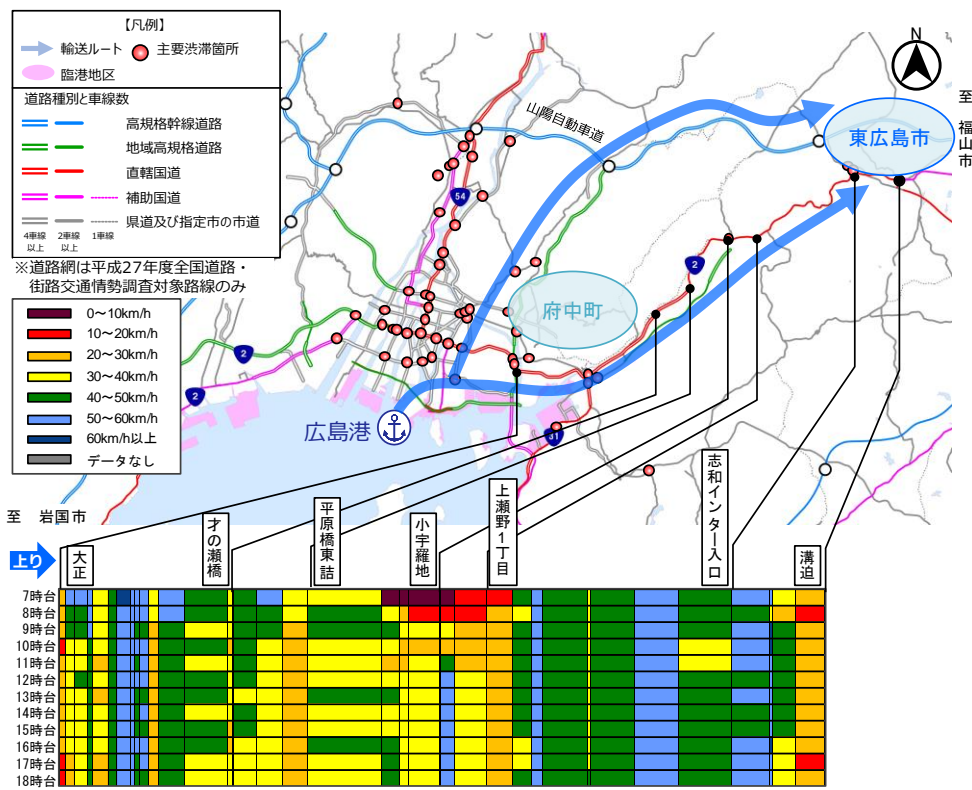 【凡例】
輸送ルート
主要渋滞箇所
臨港地区
道路種別と車線数
高規格幹線道路
地域高規格道路
直轄国道
補助国道
県道及び指定市の市道
4車線
以上
2車線
以上
1車線
※道路網は平成27年度全国道路・
街路交通情勢調査対象路線のみ
0～10km/h
10～20km/h
20～30km/h
30～40km/h
40～50km/h
50～60km/h
60km/h以上
データなし
N
至 福山市
山陽自動車道
東広島市
54
2
府中町
2
2
広島港
31
至 岩国市
上り
大正
才の瀬橋
平原橋東詰
小宇羅地
上瀬野1丁目
志和インター入口
溝迫
7時台
8時台
9時台
10時台
11時台
12時台
13時台
14時台
15時台
16時台
17時台
18時台